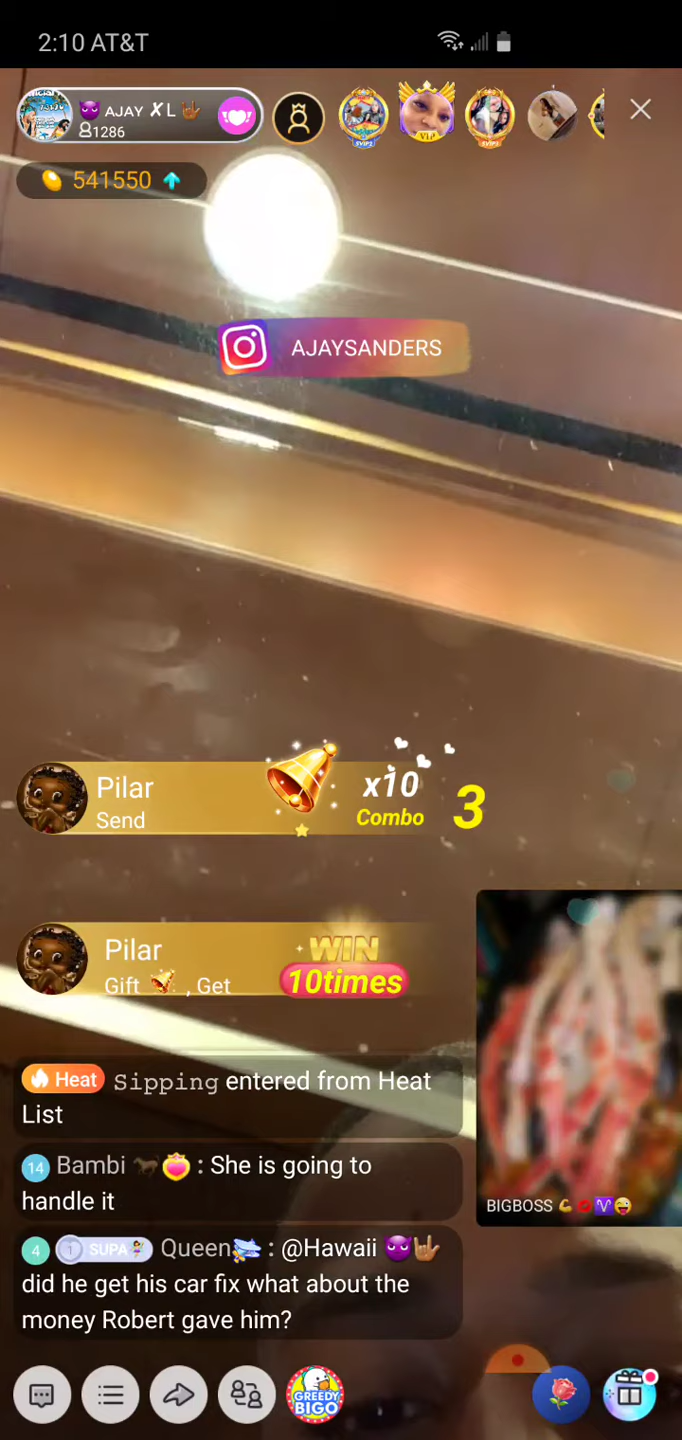 2:10 AT&T
😈 AJAY ✗ L 🤘🏾
1286
VIP
SVIP2
541550
AJAYSANDERS
Pilar
Send
x10
Combo
3
Pilar
Gift , Get
WIN
10times
Heat Sipping entered from Heat
List
14 Bambi 🐎🍑 : She is going to
handle it
4 SUPA Queen : @Hawaii 😈🤘🏾
did he get his car fix what about the
money Robert gave him?
BIGBOSS 💪💋♈😜
GREEDY
BIGO